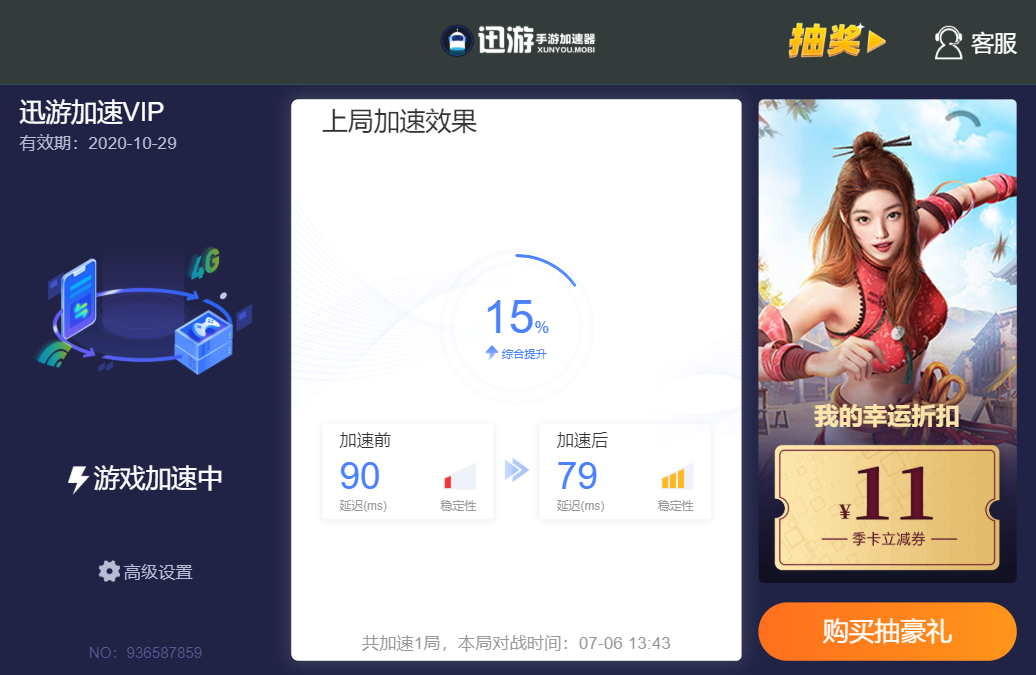 迅游手游加速器
XUNYOU.MOBI
抽奖
客服
迅游加速VIP
有效期：2020-10-29
4G
游戏加速中
高级设置
NO：936587859
上局加速效果
15%
综合提升
加速前
90
延迟(ms)
稳定性
加速后
79
延迟(ms)
稳定性
共加速1局，本局对战时间：07-06 13:43
我的幸运折扣
¥11
季卡立减券
购买抽豪礼